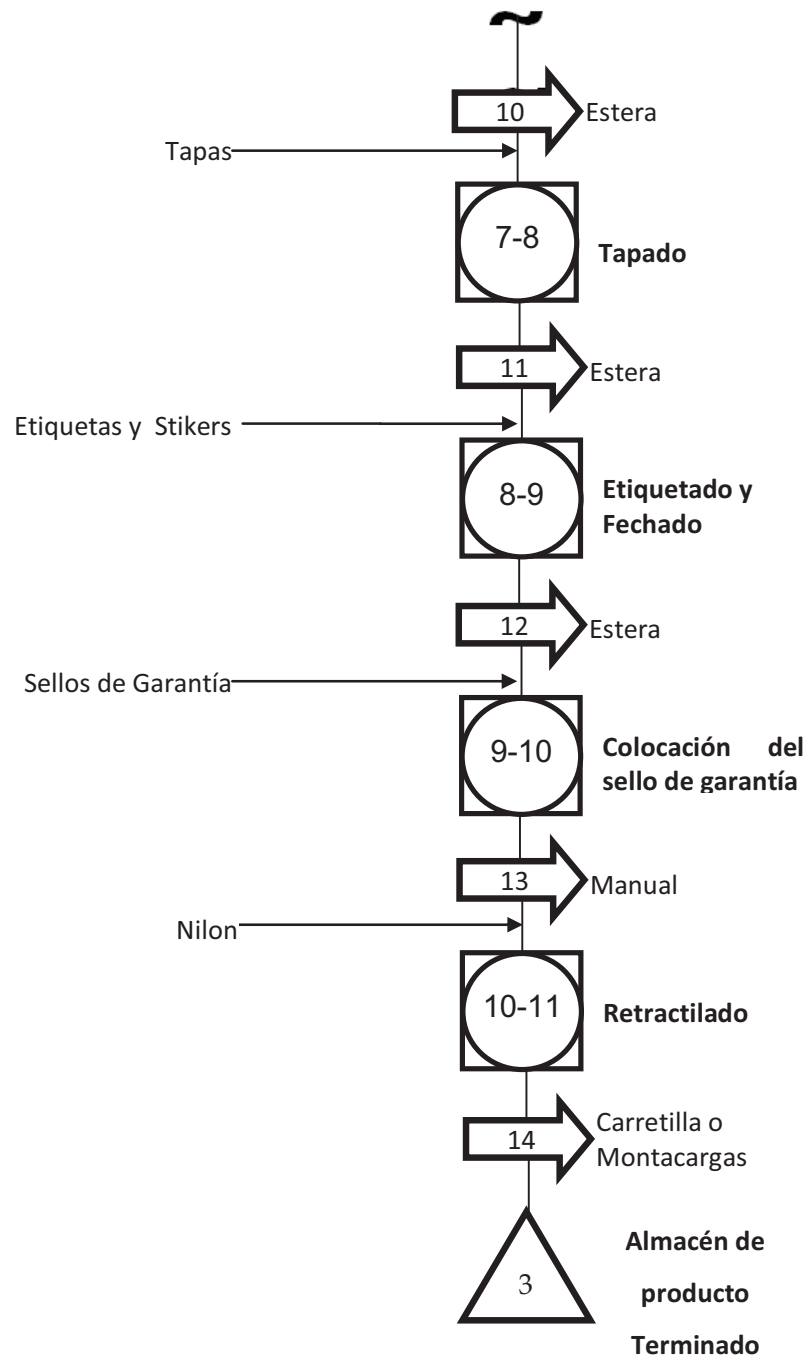 10
Estera
Tapas
7-8
Tapado
11
Estera
Etiquetas y Stikers
8-9
Etiquetado y
Fechado
12
Estera
Sellos de Garantía
9-10
Colocación del
sello de garantía
13
Manual
Nilon
10-11
Retractilado
14
Carretilla o
Montacargas
3
Almacén de
producto
Terminado